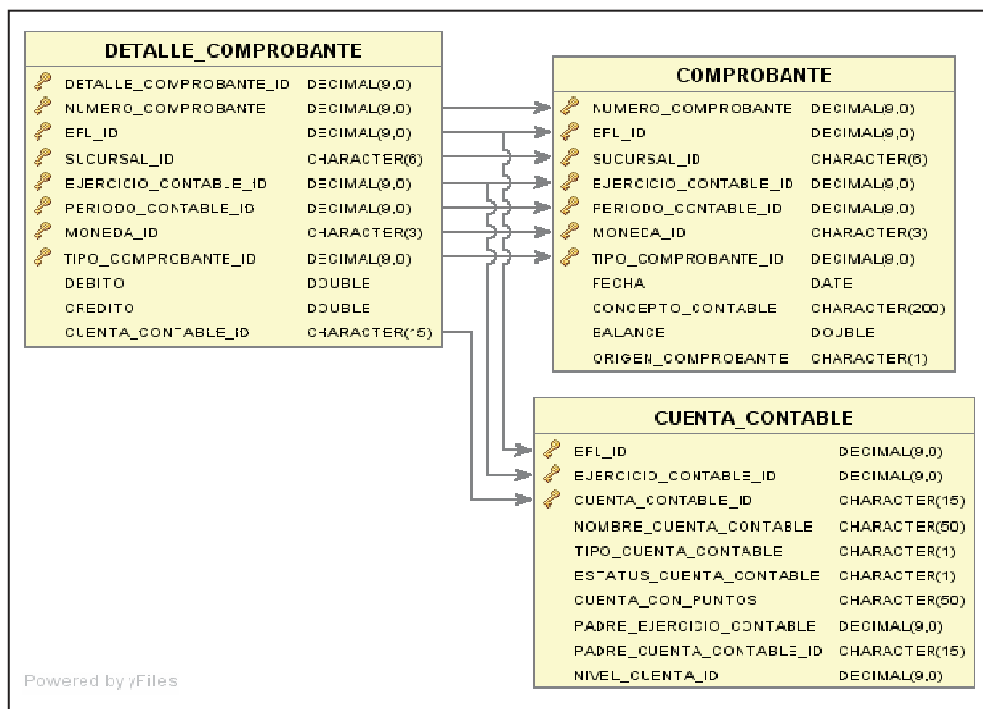 DETALLE_COMPROBANTE
DETALLE_COMPROBANTE_ID DECIMAL(9,0)
NUMERO_COMPROBANTE DECIMAL(9,0)
EFL_ID DECIMAL(9,0)
SUCURSAL_ID CHARACTER(6)
EJERCICIO_CONTABLE_ID DECIMAL(9,0)
PERIODO_CONTABLE_ID DECIMAL(9,0)
MONEDA_ID CHARACTER(3)
TIPO_COMPROBANTE_ID DECIMAL(9,0)
DEBITO DOUBLE
CREDITO DOUBLE
CUENTA_CONTABLE_ID CHARACTER(15)
COMPROBANTE
NUMERO_COMPROBANTE DECIMAL(9,0)
EFL_ID DECIMAL(9,0)
SUCURSAL_ID CHARACTER(6)
EJERCICIO_CONTABLE_ID DECIMAL(9,0)
PERIODO_CONTABLE_ID DECIMAL(9,0)
MONEDA_ID CHARACTER(3)
TIPO_COMPROBANTE_ID DECIMAL(9,0)
FECHA DATE
CONCEPTO_CONTABLE CHARACTER(200)
BALANCE DOUBLE
ORIGEN_COMPROBANTE CHARACTER(1)
CUENTA_CONTABLE
EFL_ID DECIMAL(9,0)
EJERCICIO_CONTABLE_ID DECIMAL(9,0)
CUENTA_CONTABLE_ID CHARACTER(15)
NOMBRE_CUENTA_CONTABLE CHARACTER(50)
TIPO_CUENTA_CONTABLE CHARACTER(1)
ESTATUS_CUENTA_CONTABLE CHARACTER(1)
CUENTA_CON_PUNTOS CHARACTER(50)
PADRE_EJERCICIO_CONTABLE DECIMAL(9,0)
PADRE_CUENTA_CONTABLE_ID CHARACTER(15)
NIVEL_CUENTA_ID DECIMAL(9,0)
Powered by yFiles